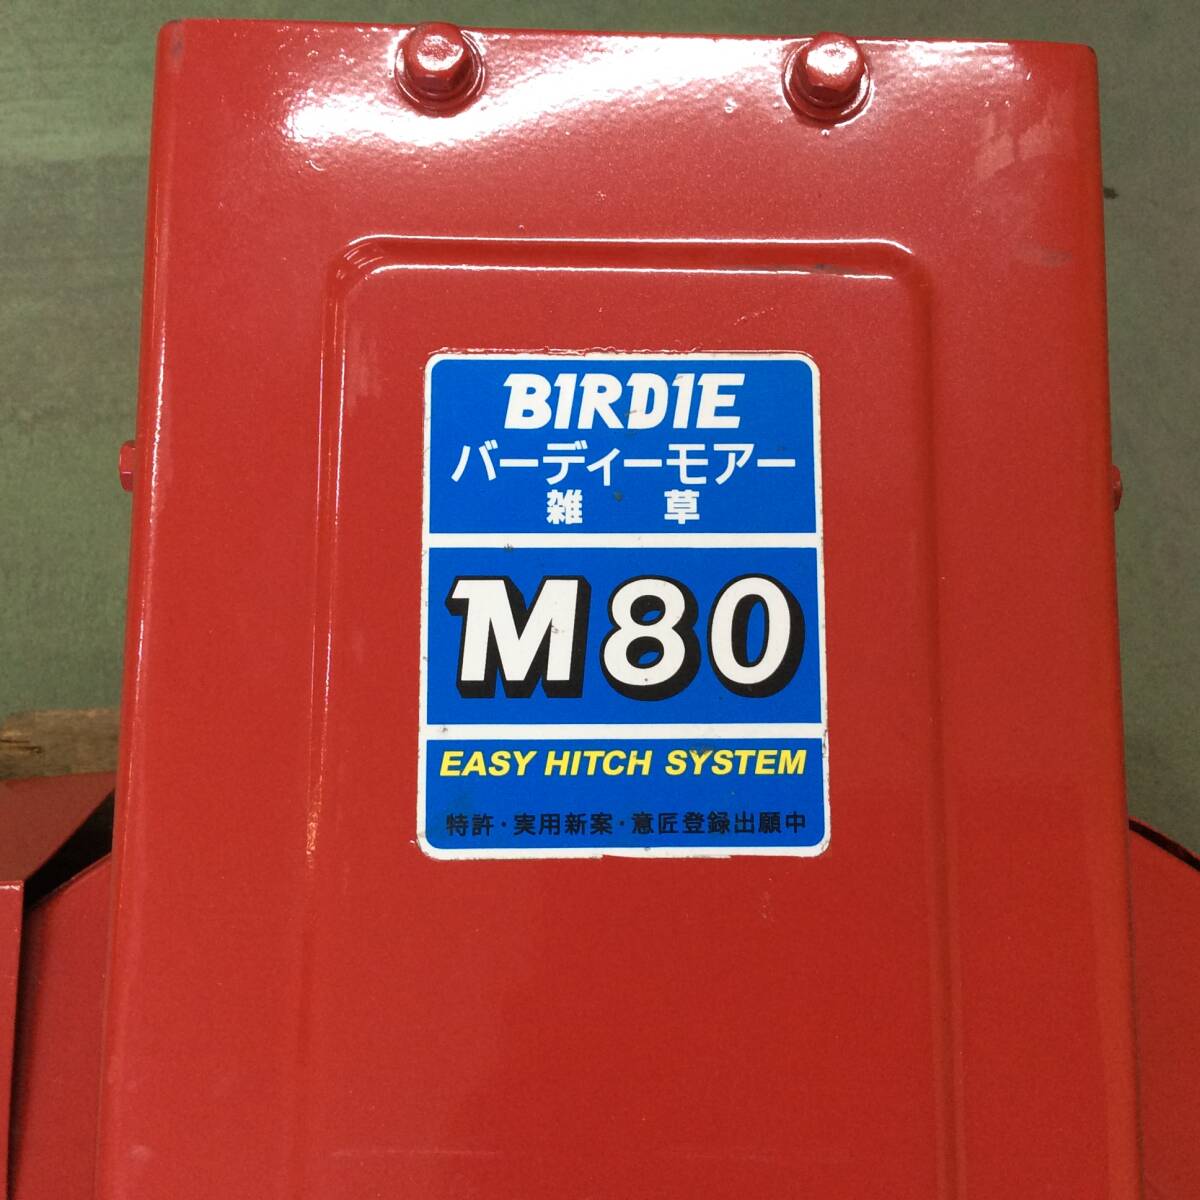 BIRDIE
バーディーモアー
雑 草
M80
EASY HITCH SYSTEM
特許・実用新案・意匠登録出願中